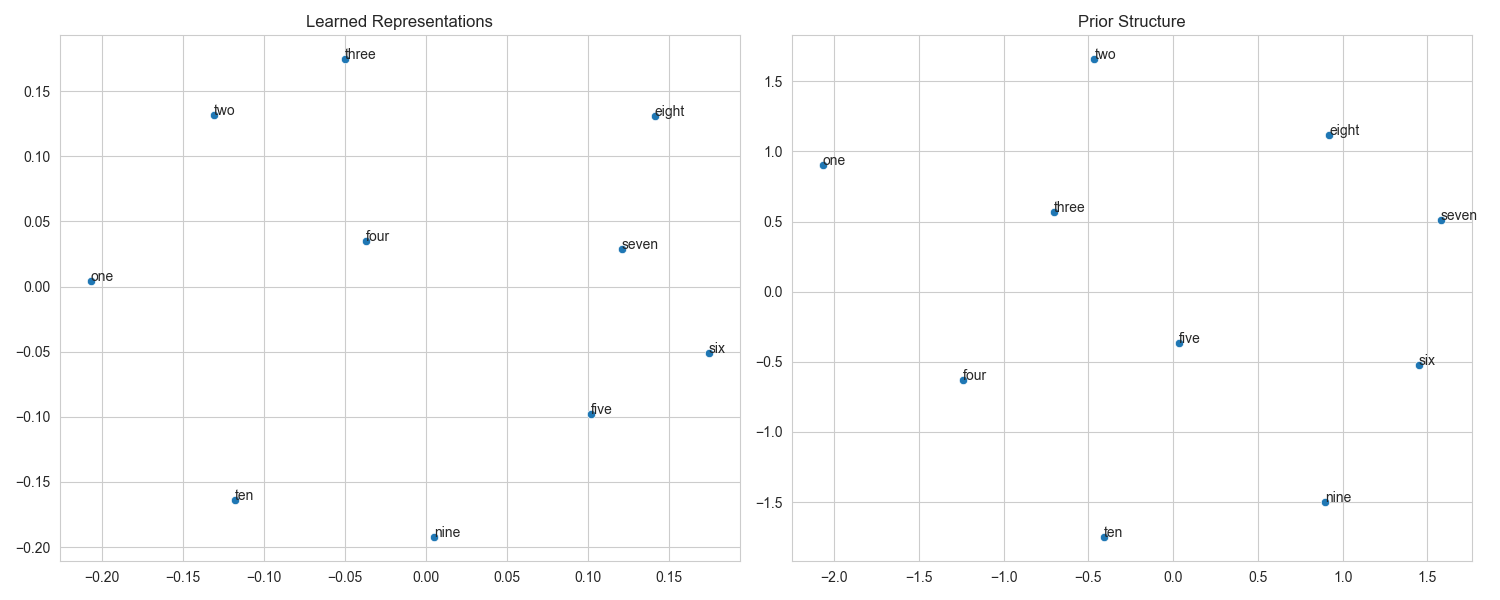 Learned Representations
three
two
eight
four
seven
one
six
five
ten
nine
0.15
0.10
0.05
0.00
−0.05
−0.10
−0.15
−0.20
−0.20 −0.15 −0.10 −0.05 0.00 0.05 0.10 0.15
Prior Structure
two
eight
one
three
seven
five
six
four
nine
ten
1.5
1.0
0.5
0.0
−0.5
−1.0
−1.5
−2.0 −1.5 −1.0 −0.5 0.0 0.5 1.0 1.5